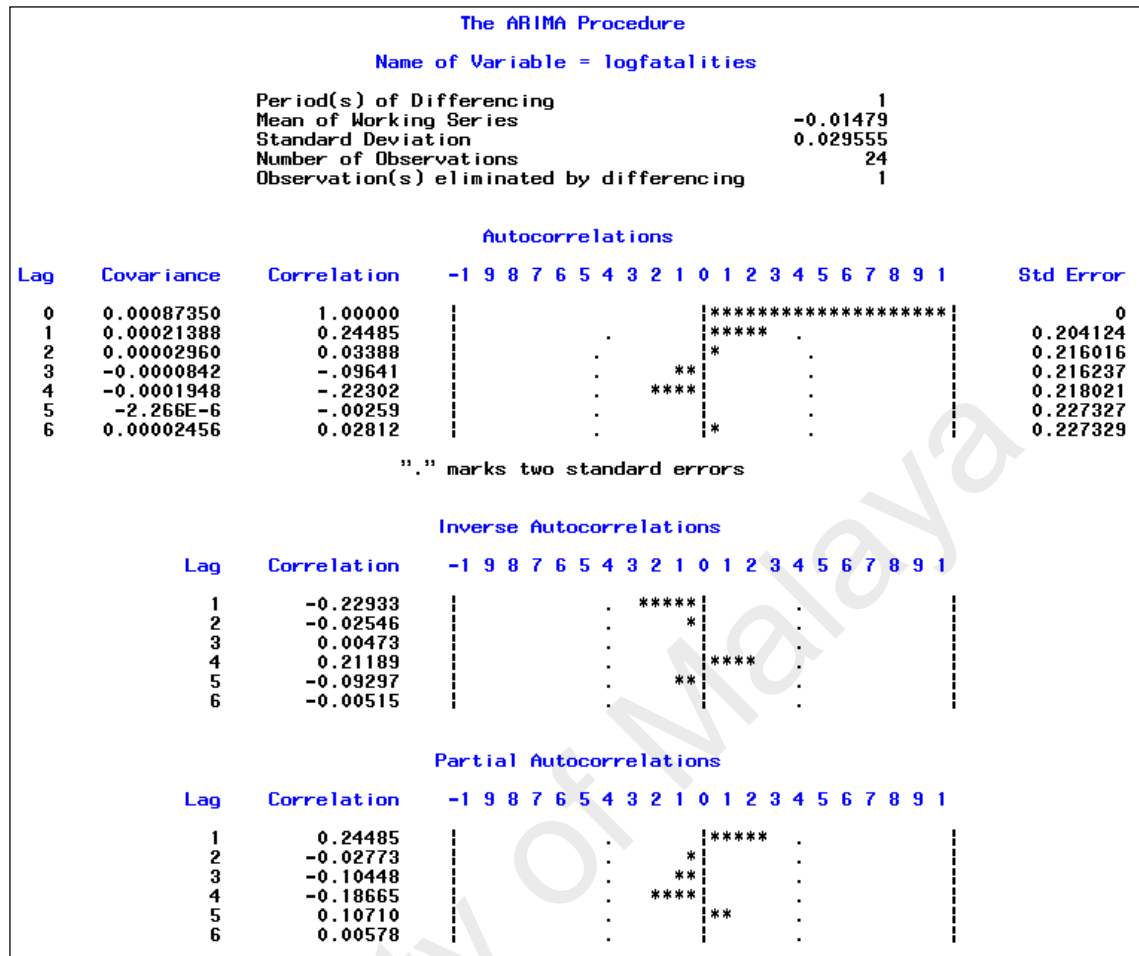 The ARIMA Procedure
Name of Variable = logfatalities
Period(s) of Differencing 1
Mean of Working Series -0.01479
Standard Deviation 0.029555
Number of Observations 24
Observation(s) eliminated by differencing 1
Autocorrelations
Lag Covariance Correlation -1 9 8 7 6 5 4 3 2 1 0 1 2 3 4 5 6 7 8 9 1 Std Error
0 0.00087350 1.00000 | |********************| 0
1 0.00021388 0.24485 | . |***** . | 0.204124
2 0.00002960 0.03388 | . |* . | 0.216016
3 -0.0000842 -.09641 | . **| . | 0.216237
4 -0.0001948 -.22302 | . ****| . | 0.218021
5 -2.266E-6 -.00259 | . | . | 0.227327
6 0.00002456 0.02812 | . |* . | 0.227329
"." marks two standard errors
Inverse Autocorrelations
Lag Correlation -1 9 8 7 6 5 4 3 2 1 0 1 2 3 4 5 6 7 8 9 1
1 -0.22933 | . *****| . |
2 -0.02546 | . *| . |
3 0.00473 | . | . |
4 0.21189 | . |**** . |
5 -0.09297 | . **| . |
6 -0.00515 | . | . |
Partial Autocorrelations
Lag Correlation -1 9 8 7 6 5 4 3 2 1 0 1 2 3 4 5 6 7 8 9 1
1 0.24485 | . |***** . |
2 -0.02773 | . *| . |
3 -0.10448 | . **| . |
4 -0.18665 | . ****| . |
5 0.10710 | . |** . |
6 0.00578 | . | . |
y of Malaya